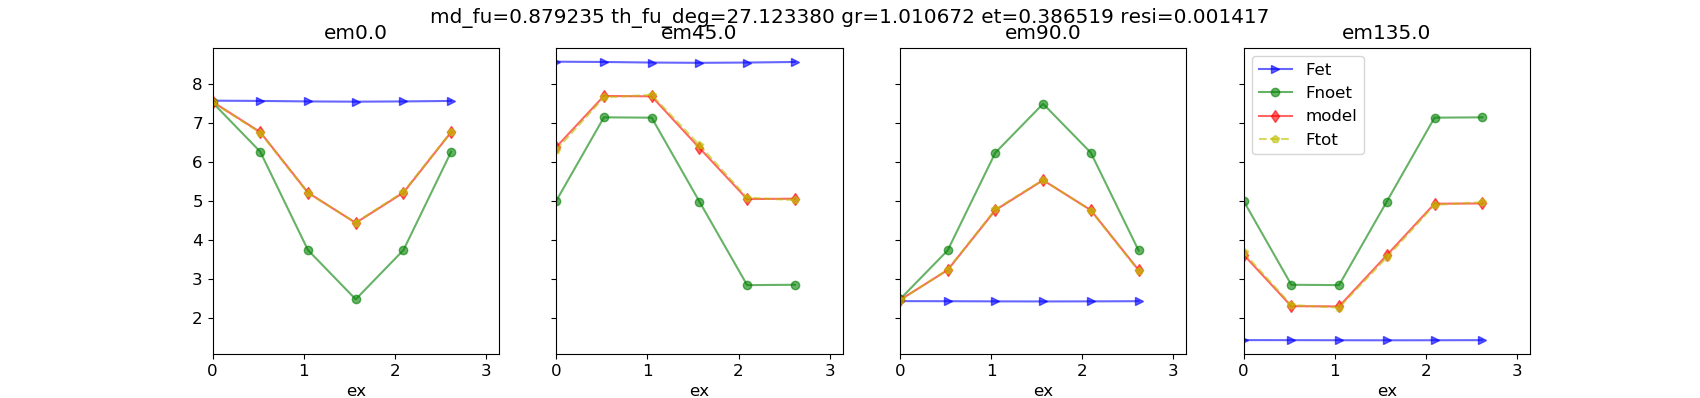 md_fu=0.879235 th_fu_deg=27.123380 gr=1.010672 et=0.386519 resi=0.001417
em0.0 em45.0 em90.0 em135.0
8
7
6
5
4
3
2
Fet
Fnoet
model
Ftot
0 1 2 3 0 1 2 3 0 1 2 3 0 1 2 3
ex ex ex ex